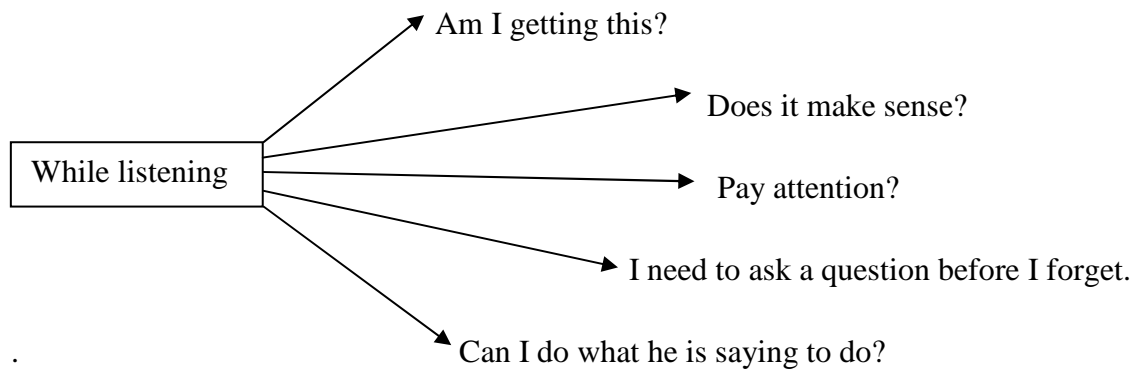 Am I getting this?
Does it make sense?
While listening
Pay attention?
I need to ask a question before I forget.
.
Can I do what he is saying to do?